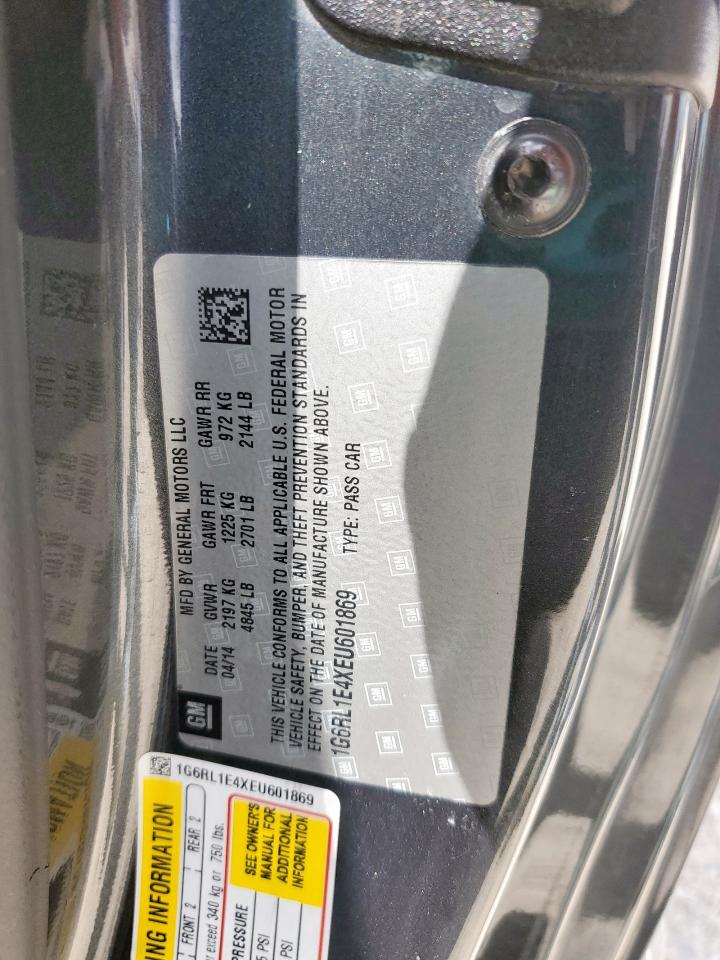 GM
MFD BY GENERAL MOTORS LLC
DATE GVWR GAWR FRT GAWR RR
04/14 2197 KG 1225 KG 972 KG
4845 LB 2701 LB 2144 LB
THIS VEHICLE CONFORMS TO ALL APPLICABLE U.S. FEDERAL MOTOR
VEHICLE SAFETY, BUMPER, AND THEFT PREVENTION STANDARDS IN
EFFECT ON THE DATE OF MANUFACTURE SHOWN ABOVE.
1G6RL1E4XEU601869 TYPE: PASS CAR
1G6RL1E4XEU601869
ING INFORMATION
FRONT 2 REAR 2
exceed 340 kg or 750 lbs.
PRESSURE
PSI
PSI
SEE OWNER'S
MANUAL FOR
ADDITIONAL
INFORMATION